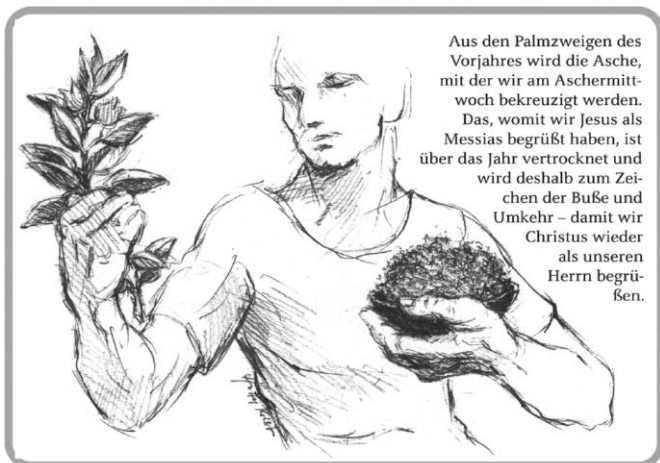 Aus den Palmzweigen des
Vorjahres wird die Asche,
mit der wir am Aschermitt-
woch bekreuzigt werden.
Das, womit wir Jesus als
Messias begrüßt haben, ist
über das Jahr vertrocknet und
wird deshalb zum Zei-
chen der Buße und
Umkehr – damit wir
Christus wieder
als unseren
Herrn begrü-
ßen.